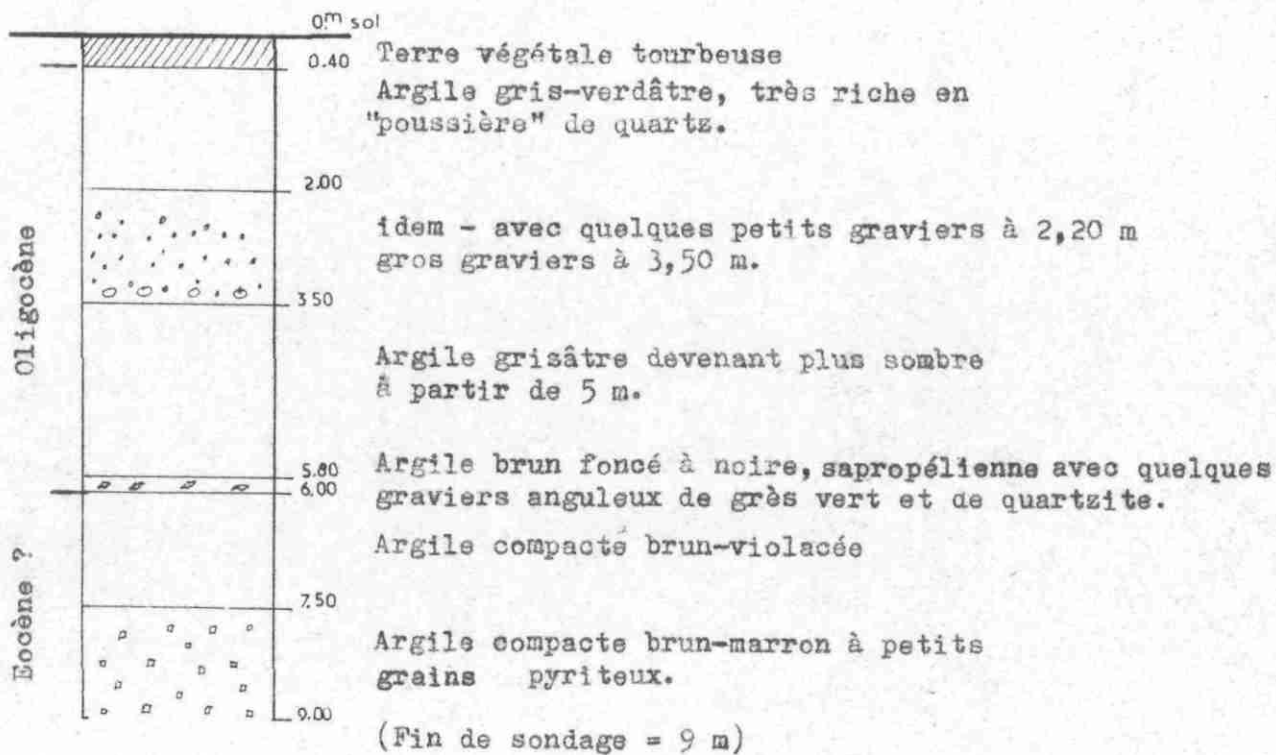 0m sol
0.40 Terre végétale tourbeuse
Argile gris-verdâtre, très riche en
"poussière" de quartz.
2.00
idem - avec quelques petits graviers à 2,20 m
gros graviers à 3,50 m.
3.50
Argile grisâtre devenant plus sombre
à partir de 5 m.
5.80 Argile brun foncé à noire, sapropélienne avec quelques
6.00 graviers anguleux de grès vert et de quartzite.
Argile compacte brun-violacée
7.50
Argile compacte brun-marron à petits
grains pyriteux.
9.00
(Fin de sondage = 9 m)
Oligocène
Eocène ?